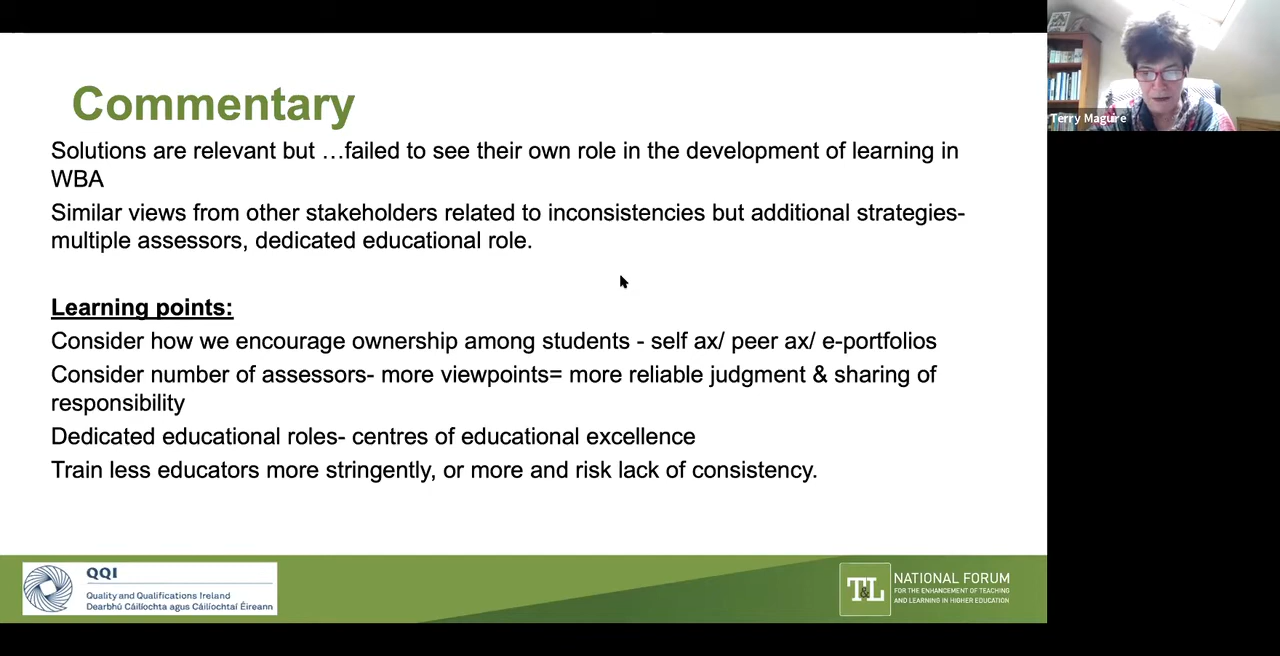 Commentary
Solutions are relevant but …failed to see their own role in the development of learning in
WBA
Similar views from other stakeholders related to inconsistencies but additional strategies-
multiple assessors, dedicated educational role.
Learning points:
Consider how we encourage ownership among students - self ax/ peer ax/ e-portfolios
Consider number of assessors- more viewpoints= more reliable judgment & sharing of
responsibility
Dedicated educational roles- centres of educational excellence
Train less educators more stringently, or more and risk lack of consistency.
Terry Maguire
QQI
Quality and Qualifications Ireland
Dearbhú Cáilíochta agus Cáilíochtaí Éireann
T&L
NATIONAL FORUM
FOR THE ENHANCEMENT OF TEACHING
AND LEARNING IN HIGHER EDUCATION